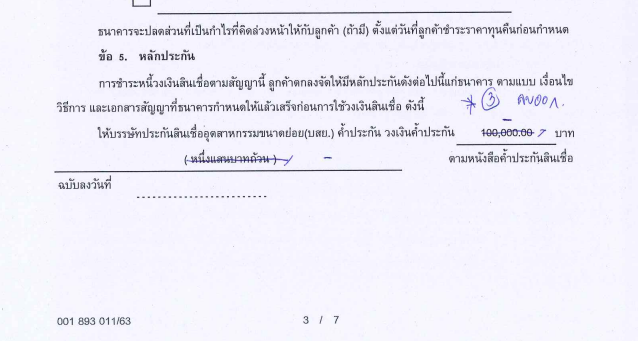 ธนาคารจะปลดส่วนที่เป็นกำไรที่คิดล่วงหน้าให้กับลูกค้า (ถ้ามี) ตั้งแต่วันที่ลูกค้าชำระราคาทุนคืนก่อนกำหนด
ข้อ 5. หลักประกัน
การชำระหนี้วงเงินสินเชื่อตามสัญญานี้ ลูกค้าตกลงจัดให้มีหลักประกันดังต่อไปนี้แก่ธนาคาร ตามแบบ เงื่อนไข
วิธีการ และเอกสารสัญญาที่ธนาคารกำหนดให้แล้วเสร็จก่อนการใช้วงเงินสินเชื่อ ดังนี้ * 3
ให้บรรษัทประกันสินเชื่ออุตสาหกรรมขนาดย่อม(บสย.) ค้ำประกัน วงเงินค้ำประกัน 100,000.00 - บาท
( หนึ่งแสนบาทถ้วน ) - ตามหนังสือค้ำประกันสินเชื่อ
ฉบับลงวันที่
001 893 011/63 3 / 7